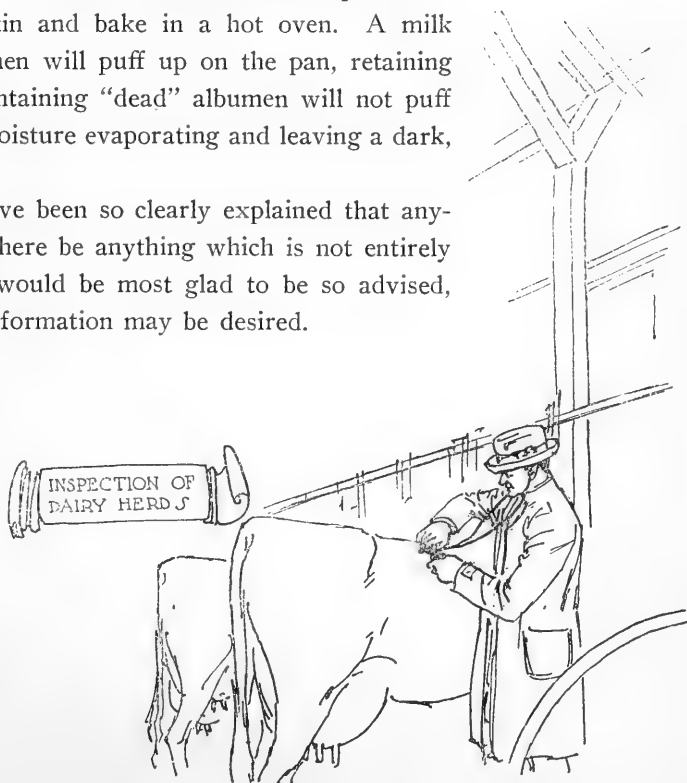 in and bake in a hot oven. A milk
en will puff up on the pan, retaining
ntaining “dead” albumen will not puff
oisture evaporating and leaving a dark,
ve been so clearly explained that any-
here be anything which is not entirely
would be most glad to be so advised,
formation may be desired.
INSPECTION OF
DAIRY HERDS